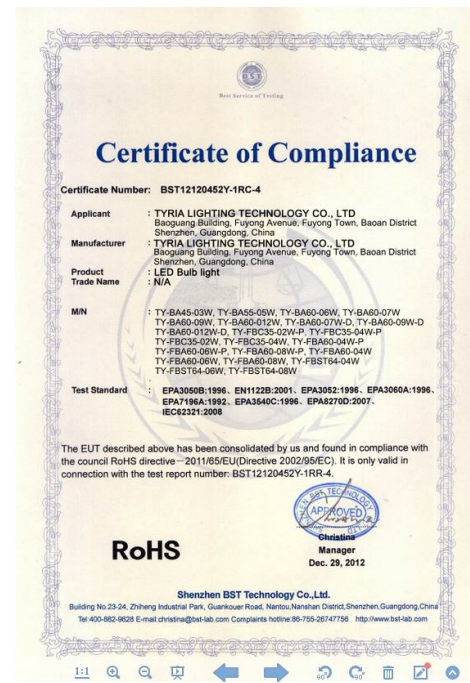 BST
Best Service of Testing
Certificate of Compliance
Certificate Number: BST12120452Y-1RC-4
Applicant : TYRIA LIGHTING TECHNOLOGY CO., LTD
Baoguang Building, Fuyong Avenue, Fuyong Town, Baoan District
Shenzhen, Guangdong, China
Manufacturer : TYRIA LIGHTING TECHNOLOGY CO., LTD
Baoguang Building, Fuyong Avenue, Fuyong Town, Baoan District
Shenzhen, Guangdong, China
Product : LED Bulb light
Trade Name : N/A
M/N : TY-BA45-03W, TY-BA55-05W, TY-BA60-06W, TY-BA60-07W
TY-BA60-09W, TY-BA60-012W, TY-BA60-07W-D, TY-BA60-09W-D
TY-BA60-012W-D, TY-FBC35-02W-P, TY-FBC35-04W-P
TY-FBC35-02W, TY-FBC35-04W, TY-FBA60-04W-P
TY-FBA60-06W-P, TY-FBA60-08W-P, TY-FBA60-04W
TY-FBA60-06W, TY-FBA60-08W, TY-FBST64-04W
TY-FBST64-06W, TY-FBST64-08W
Test Standard : EPA3050B:1996、EN1122B:2001、EPA3052:1996、EPA3060A:1996、
EPA7196A:1992、EPA3540C:1996、EPA8270D:2007、
IEC62321:2008
The EUT described above has been consolidated by us and found in compliance with
the council RoHS directive－2011/65/EU(Directive 2002/95/EC). It is only valid in
connection with the test report number: BST12120452Y-1RR-4.
BST TECHNOLOGY
APPROVED
Christina
RoHS
Manager
Dec. 29, 2012
Shenzhen BST Technology Co.,Ltd.
Building No.23-24, Zhiheng Industrial Park, Guankouer Road, Nantou,Nanshan District,Shenzhen,Guangdong,China
Tel:400-882-9628 E-mail:christina@bst-lab.com Complaints hotline:86-755-26747756 http://www.bst-lab.com
1:1
90
90